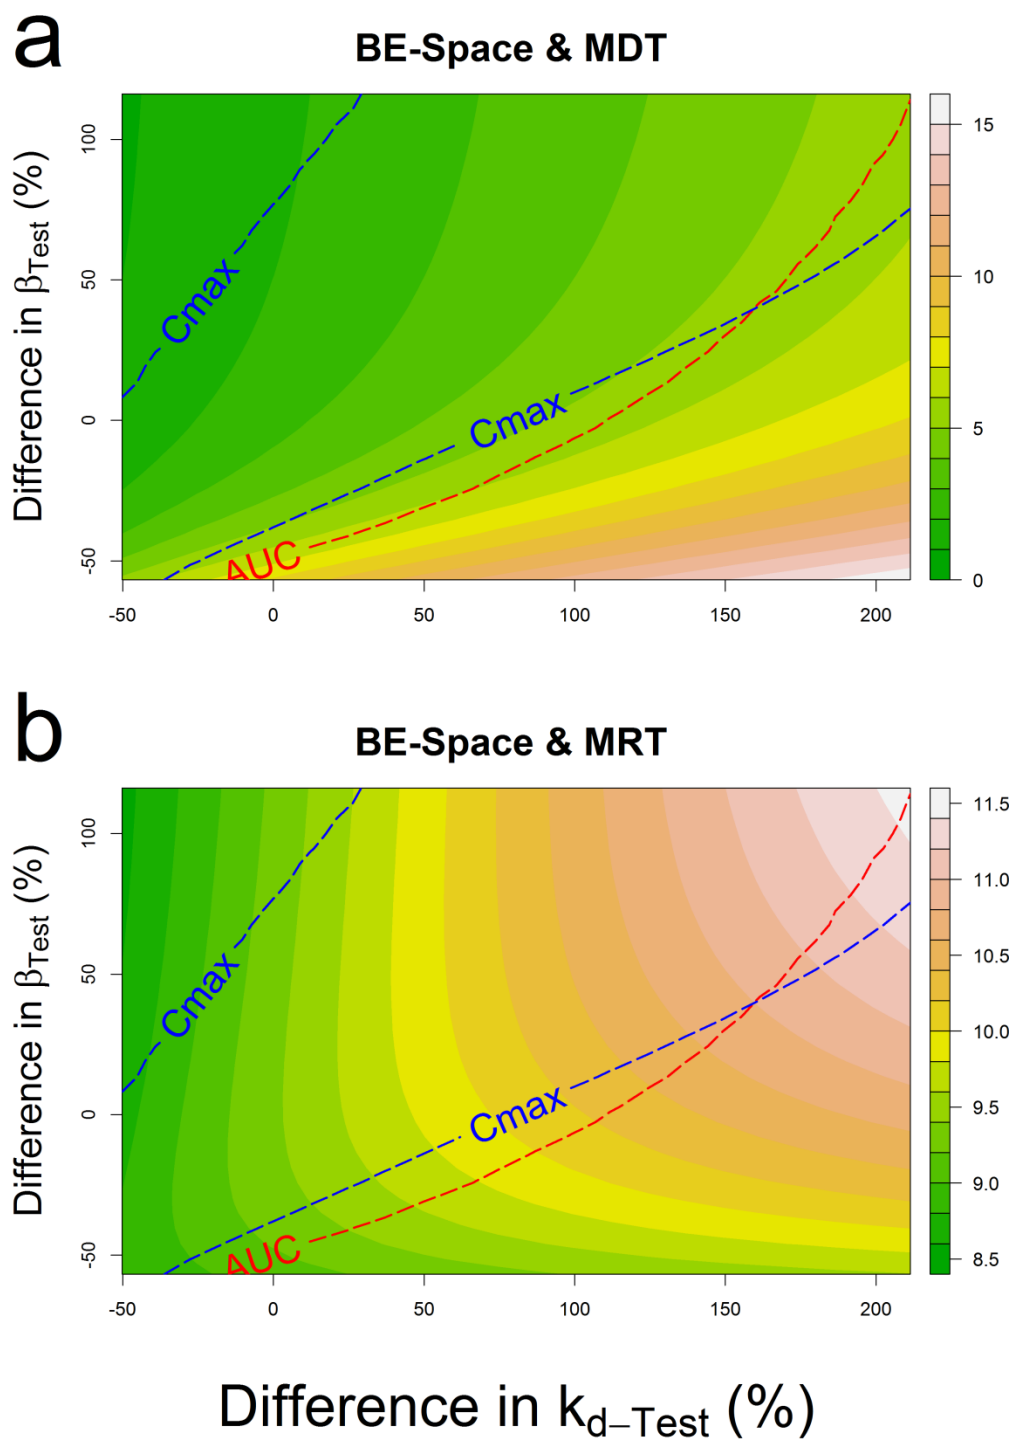 a
BE-Space & MDT
Difference in βTest (%)
100
50
0
-50
Cmax
Cmax
AUC
15
10
5
0
-50 0 50 100 150 200
b
BE-Space & MRT
Difference in βTest (%)
100
50
0
-50
Cmax
Cmax
AUC
11.5
11.0
10.5
10.0
9.5
9.0
8.5
-50 0 50 100 150 200
Difference in kd−Test (%)